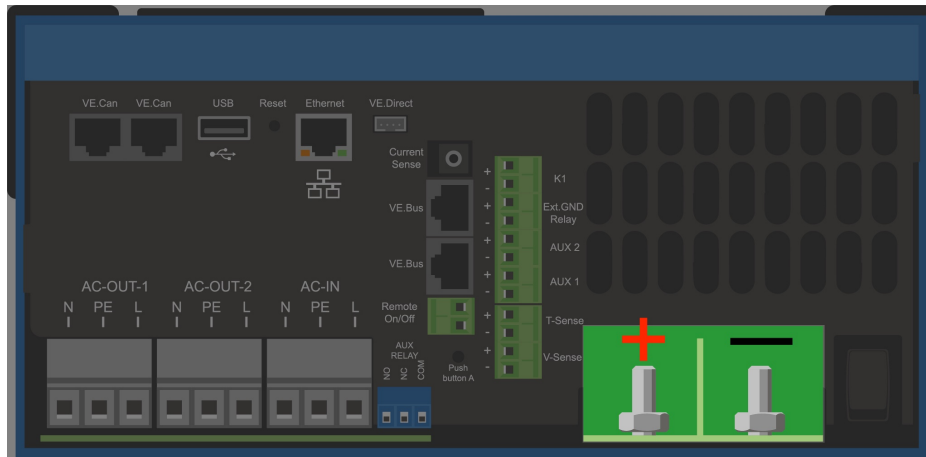 VE.Can VE.Can USB Reset Ethernet VE.Direct
Current
Sense
+
-
K1
VE.Bus
+
-
Ext.GND
Relay
+
-
AUX 2
VE.Bus
+
-
AUX 1
AC-OUT-1 AC-OUT-2 AC-IN
N PE L N PE L N PE L
Remote
On/Off
+
-
T-Sense
AUX
RELAY
+
-
V-Sense
NO NC COM
Push
button A
+ -